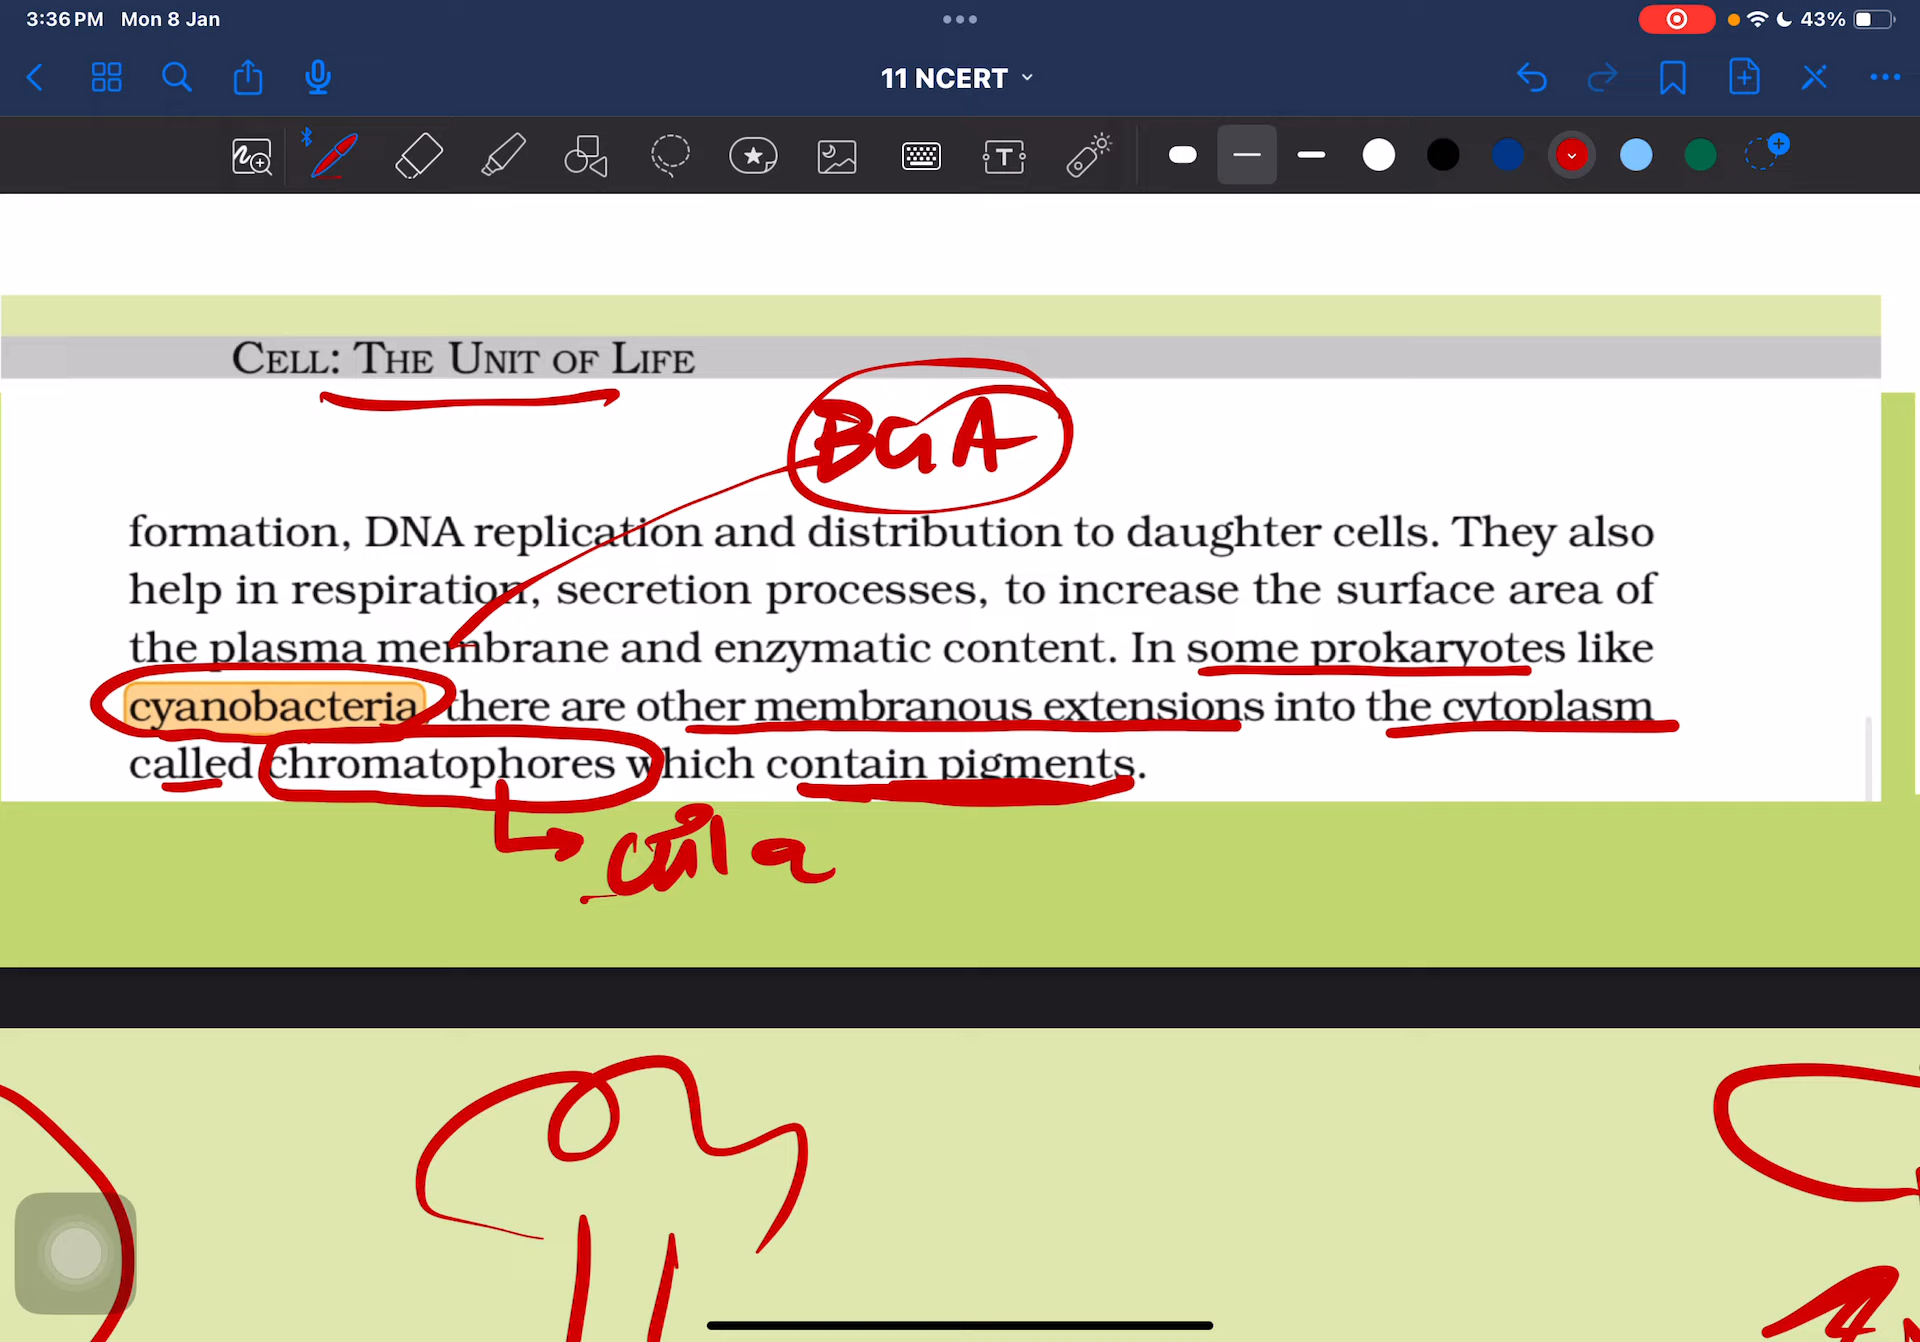 3:36 PM Mon 8 Jan
43%
11 NCERT
CELL: THE UNIT OF LIFE
BGA
formation, DNA replication and distribution to daughter cells. They also
help in respiration, secretion processes, to increase the surface area of
the plasma membrane and enzymatic content. In some prokaryotes like
cyanobacteria, there are other membranous extensions into the cytoplasm
called chromatophores which contain pigments.
a